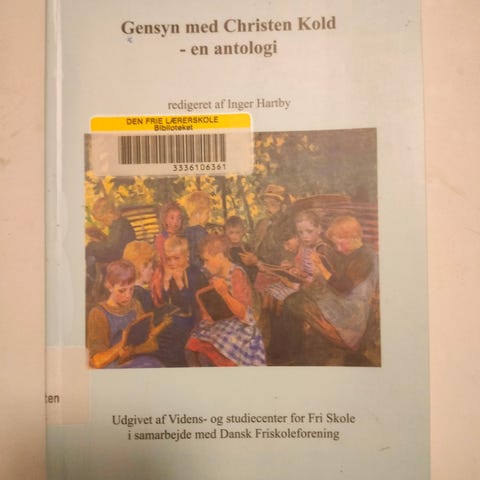 Gensyn med Christen Kold
- en antologi
redigeret af Inger Hartby
DEN FRIE LÆRERSKOLE
Biblioteket
3336106361
ten
Udgivet af Videns- og studiecenter for Fri Skole
i samarbejde med Dansk Friskoleforening